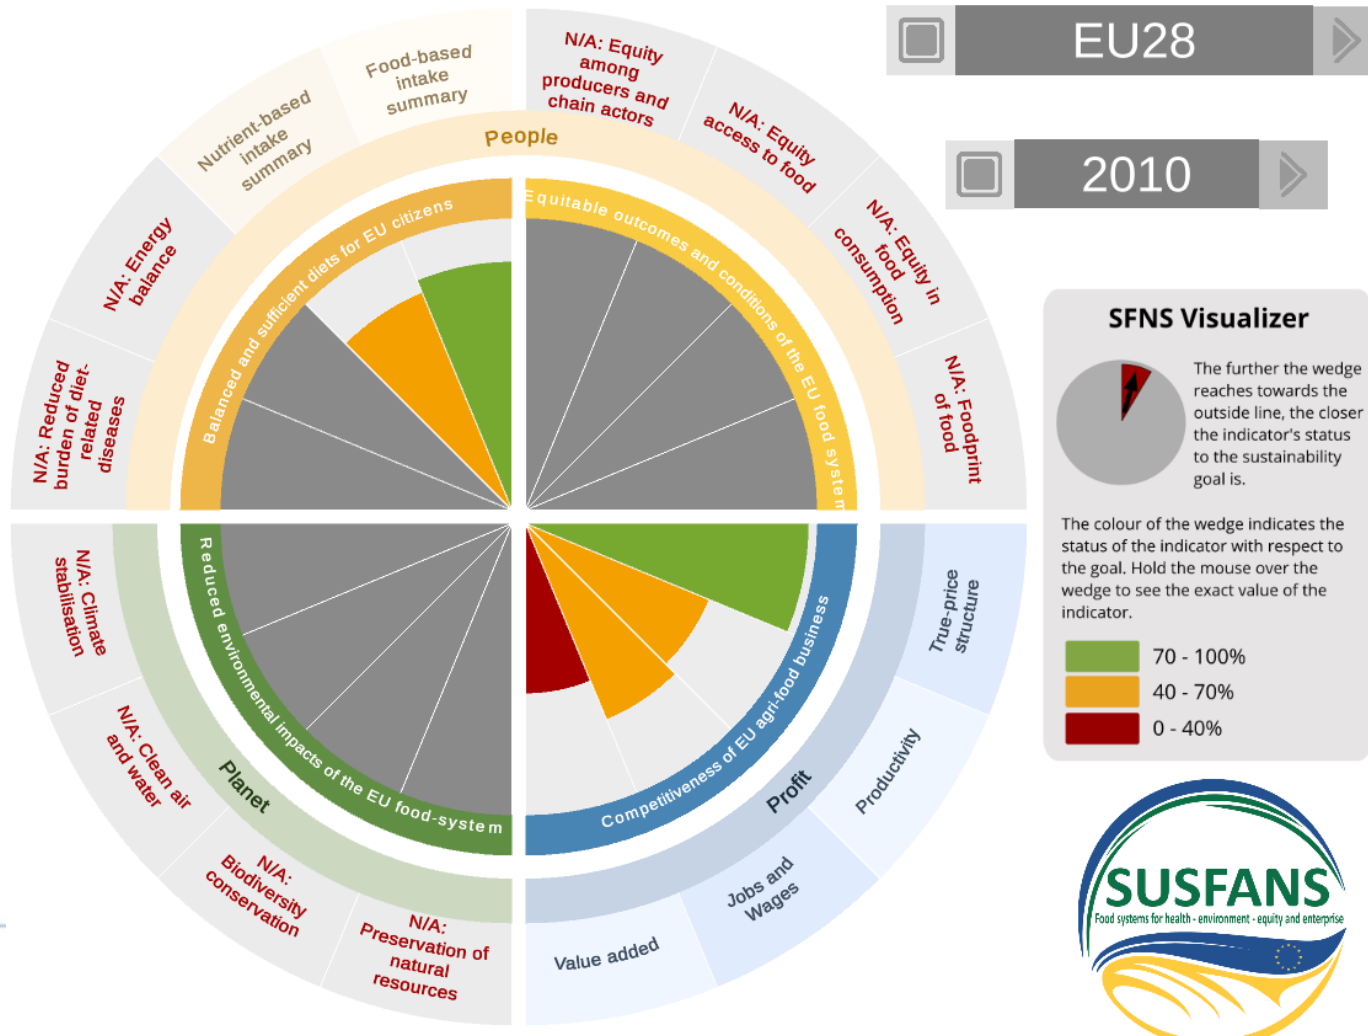 EU28
2010
Food-based
intake
summary
Nutrient-based
intake
summary
N/A: Energy
balance
N/A: Reduced
burden of diet-
related
diseases
N/A: Equity
among
producers and
chain actors
N/A: Equity
access to food
N/A: Equity in
food
consumption
N/A: Foodprint
of food
People
Balanced and sufficient diets for EU citizens
Equitable outcomes and conditions of the EU food system
Reduced environmental impacts of the EU food-system
Competitiveness of EU agri-food business
Planet
Profit
N/A: Climate
stabilisation
N/A: Clean air
and water
N/A:
Biodiversity
conservation
N/A:
Preservation of
natural
resources
True-price
structure
Productivity
Jobs and
Wages
Value added
SFNS Visualizer
The further the wedge
reaches towards the
outside line, the closer
the indicator's status
to the sustainability
goal is.
The colour of the wedge indicates the
status of the indicator with respect to
the goal. Hold the mouse over the
wedge to see the exact value of the
indicator.
70 - 100%
40 - 70%
0 - 40%
SUSFANS
Food systems for health - environment - equity and enterprise